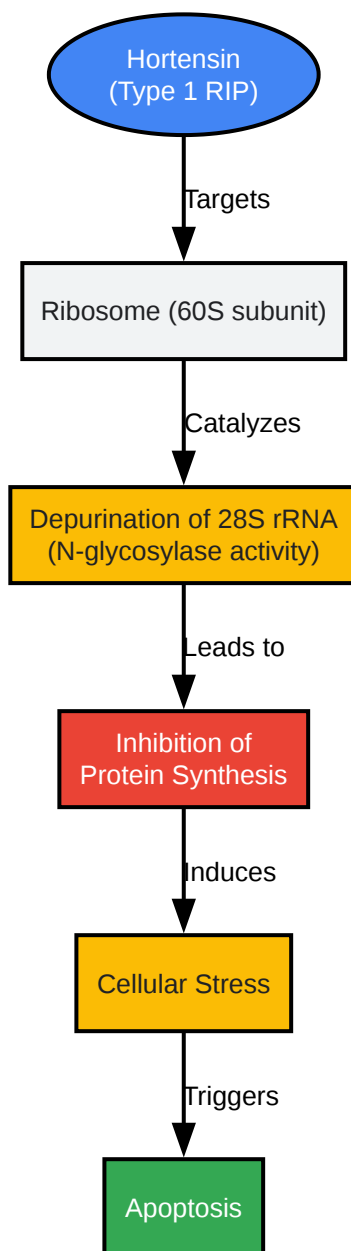 Hortensin
(Type 1 RIP)
Targets
Ribosome (60S subunit)
Catalyzes
Depurination of 28S rRNA
(N-glycosylase activity)
Leads to
Inhibition of
Protein Synthesis
Induces
Cellular Stress
Triggers
Apoptosis